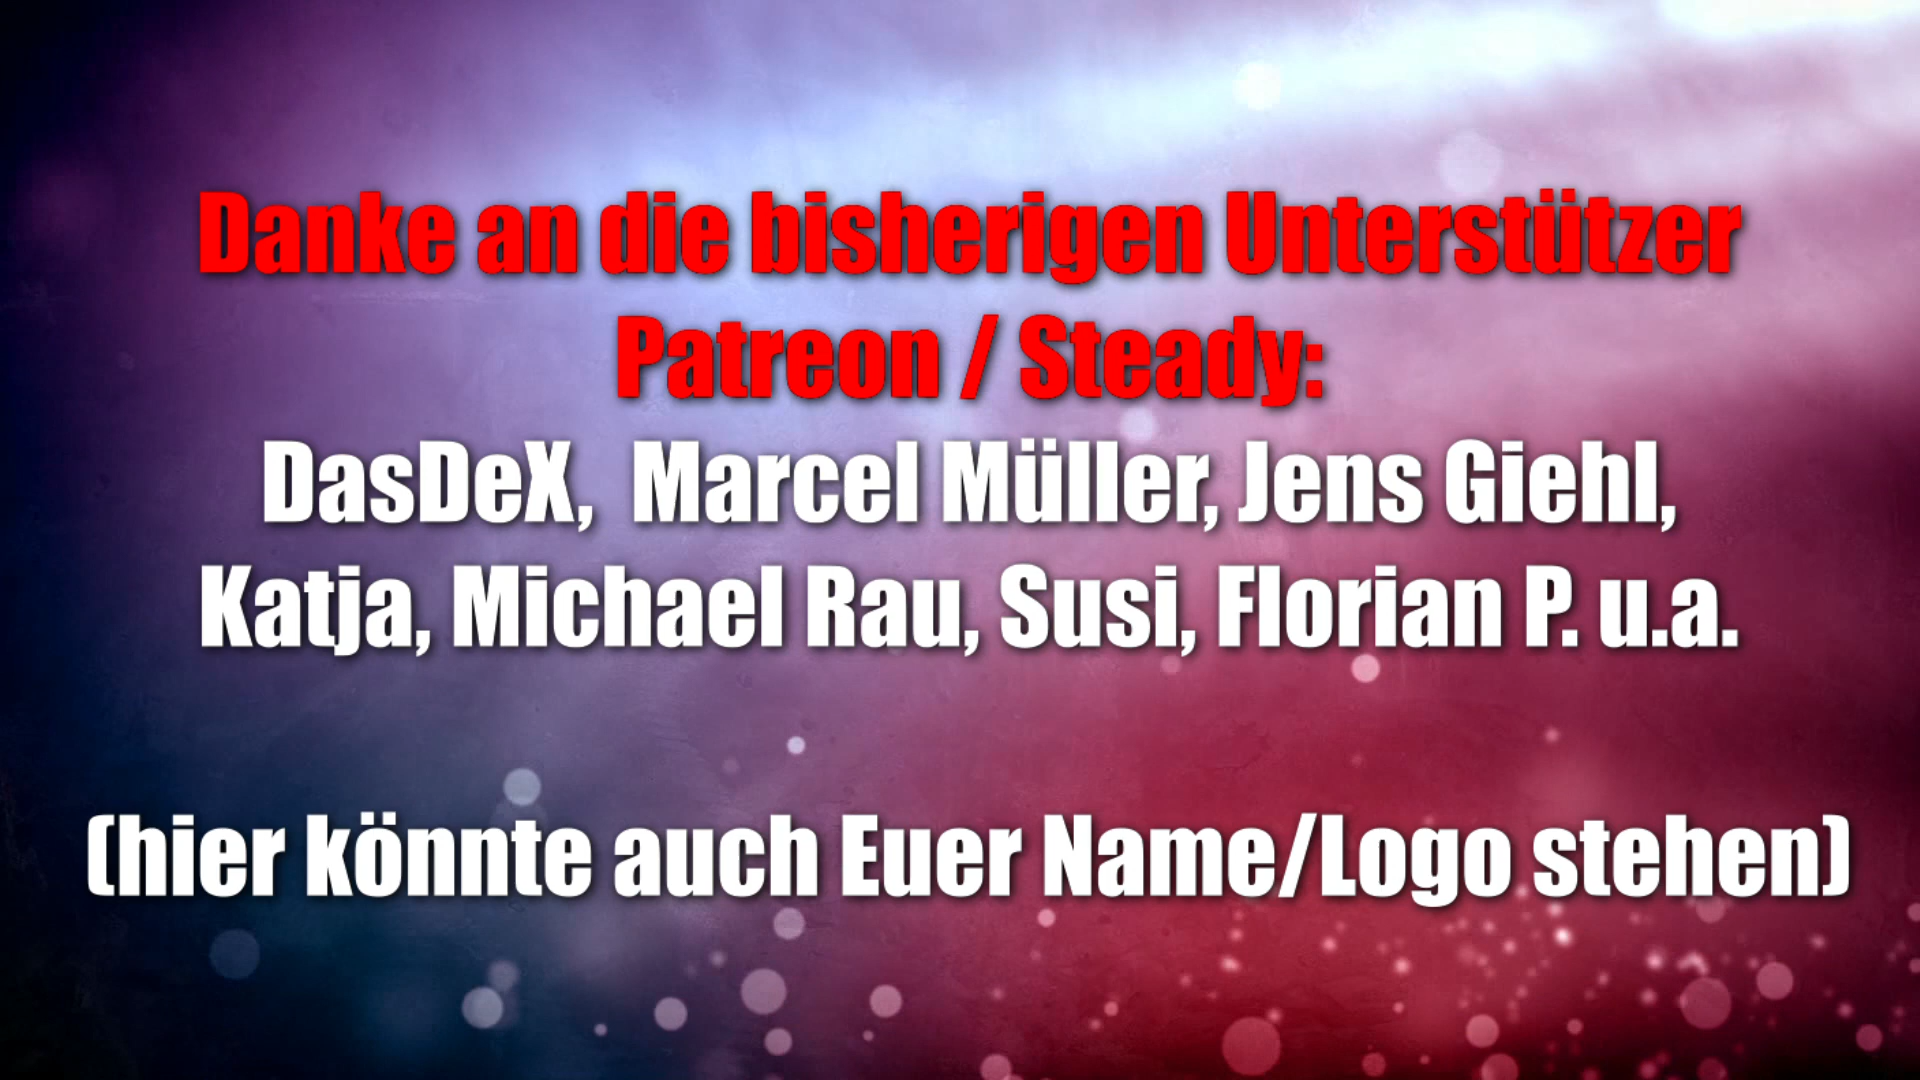 Danke an die bisherigen Unterstützer
Patreon / Steady:
DasDeX,  Marcel Müller, Jens Giehl,
Katja, Michael Rau, Susi, Florian P. u.a.
(hier könnte auch Euer Name/Logo stehen)